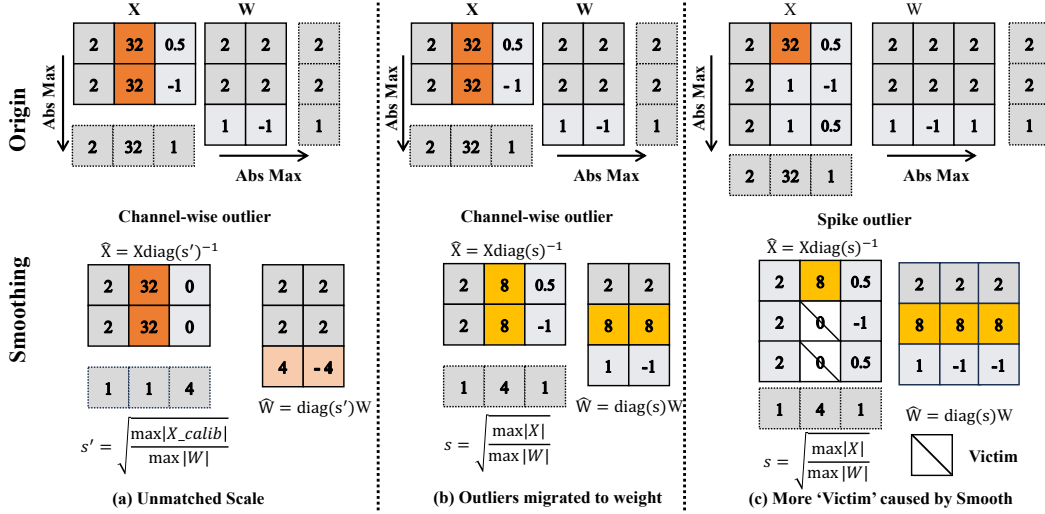 X W
2 32 0.5 2 2 2
2 32 -1 2 2 2
1 -1 1
2 32 1
Abs Max
Abs Max
Channel-wise outlier
X W
2 32 0.5 2 2 2
2 32 - 1 2 2 2
1 -1 1
2 32 1
Abs Max
Abs Max
Channel-wise outlier
X W
2 32 0.5 2 2 2 2
2 1 -1 2 2 2 2
2 1 0.5 1 -1 1 1
2 32 1
Abs Max
Abs Max
Spike outlier
Origin
Smoothing
X̂ = Xdiag(s′)⁻¹
2 32 0 2 2
2 32 0 2 2
4 - 4
1 1 4
Ŵ = diag(s′)W
s′ = √(max|X_calib| / max |W|)
(a) Unmatched Scale
X̂ = Xdiag(s)⁻¹
2 8 0.5 2 2
2 8 -1 8 8
1 -1
1 4 1
Ŵ = diag(s)W
s = √(max|X| / max |W|)
(b) Outliers migrated to weight
X̂ = Xdiag(s)⁻¹
2 8 0.5 2 2 2
2 0 -1 8 8 8
2 0 0.5 1 -1 -1
1 4 1
Ŵ = diag(s)W
s = √(max|X| / max |W|)
Victim
(c) More ‘Victim’ caused by Smooth